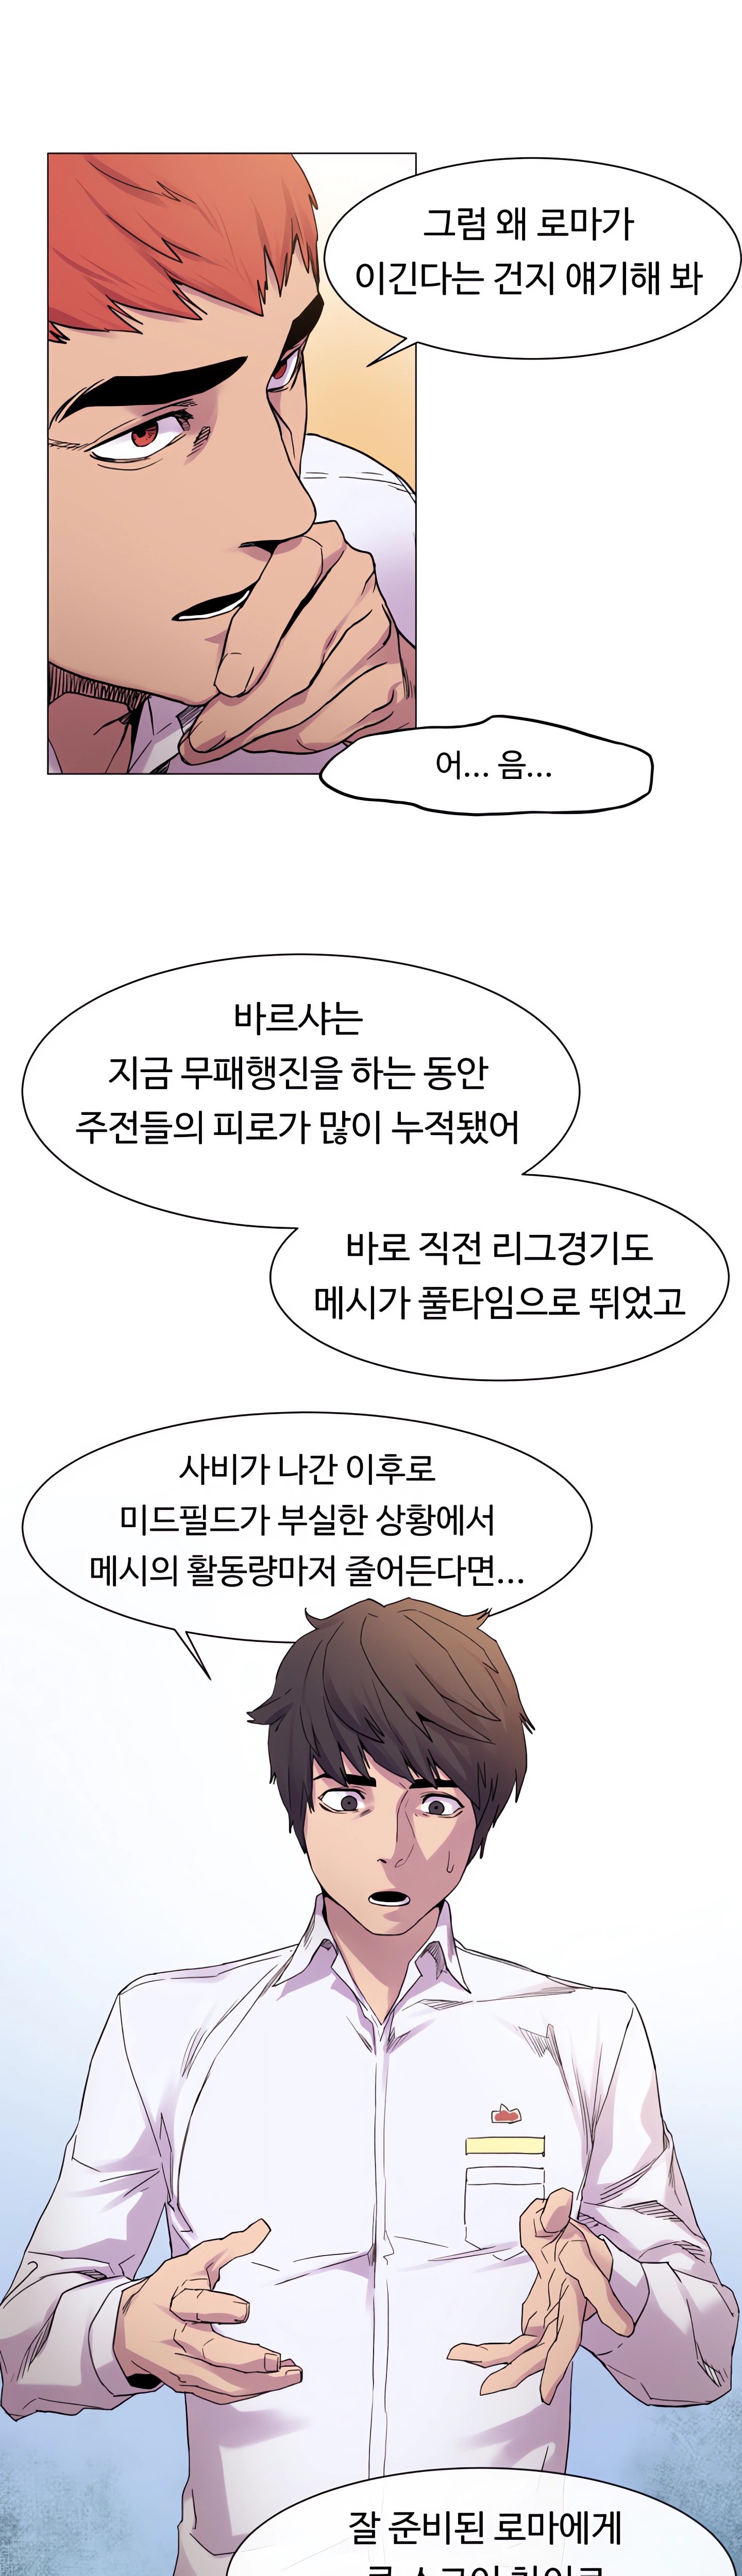 그럼 왜 로마가
이긴다는 건지 얘기해 봐
어... 음...
바르샤는
지금 무패행진을 하는 동안
주전들의 피로가 많이 누적됐어
바로 직전 리그경기도
메시가 풀타임으로 뛰었고
사비가 나간 이후로
미드필드가 부실한 상황에서
메시의 활동량마저 줄어든다면...
잘 준비된 로마에게